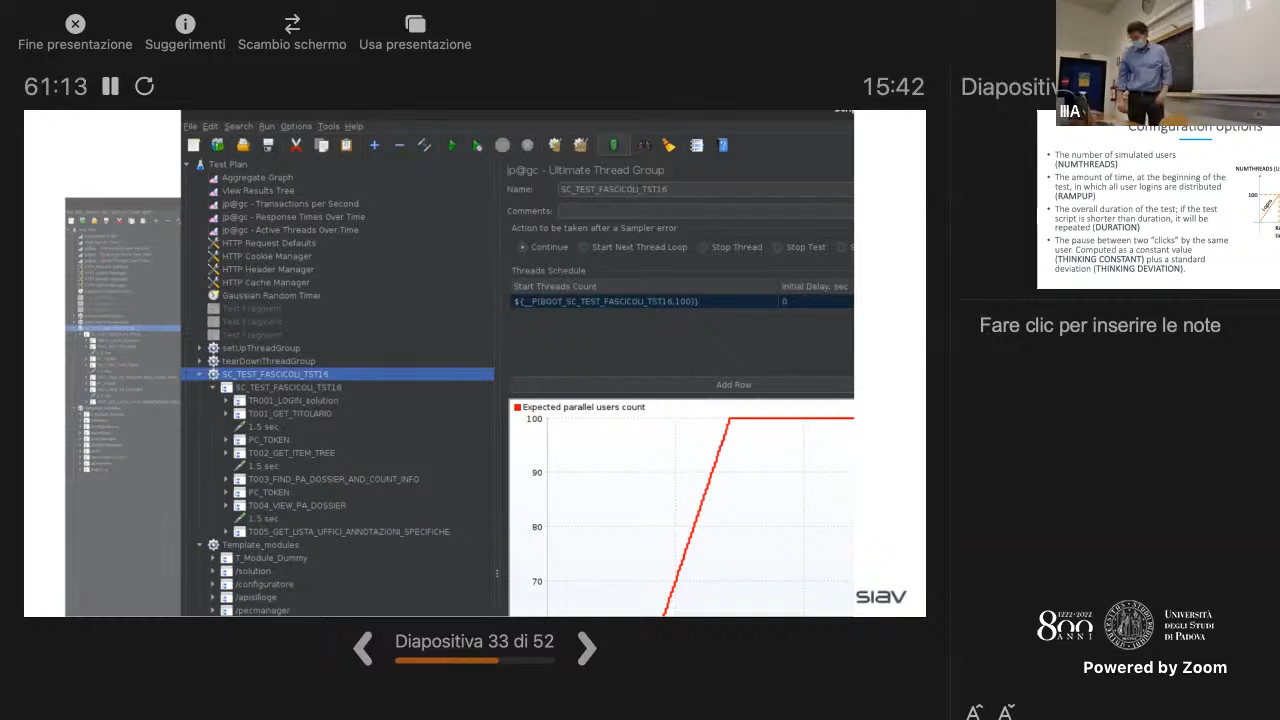 Fine presentazione
Suggerimenti
Scambio schermo
Usa presentazione
61:13
15:42
Diapositiv
IIIA
File Edit Search Run Options Tools Help
Test Plan
Aggregate Graph
View Results Tree
jp@gc - Transactions per Second
jp@gc - Response Times Over Time
jp@gc - Active Threads Over Time
HTTP Request Defaults
HTTP Cookie Manager
HTTP Header Manager
HTTP Cache Manager
Gaussian Random Timer
Test Fragment
Test Fragment
Test Fragment
setUpThreadGroup
tearDownThreadGroup
SC_TEST_FASCICOLI_TST16
SC_TEST_FASCICOLI_TST16
TR001_LOGIN_solution
T001_GET_TITOLARIO
1.5 sec
PC_TOKEN
T002_GET_ITEM_TREE
1.5 sec
T003_FIND_PA_DOSSIER_AND_COUNT_INFO
PC_TOKEN
T004_VIEW_PA_DOSSIER
1.5 sec
T005_GET_LISTA_UFFICI_ANNOTAZIONI_SPECIFICHE
Template_modules
T_Module_Dummy
/solution
/configuratore
/apisilloge
/pecmanager
jp@gc - Ultimate Thread Group
Name: SC_TEST_FASCICOLI_TST16
Comments:
Action to be taken after a Sampler error
Continue Start Next Thread Loop Stop Thread Stop Test S
Threads Schedule
Start Threads Count Initial Delay, sec
${__P(BOOT_SC_TEST_FASCICOLI_TST16,100)} 0
Add Row
Expected parallel users count
100
90
80
70
SIAV
Diapositiva 33 di 52
Configuration options
• The number of simulated users
(NUMTHREADS)
• The amount of time, at the beginning of the
test, in which all user logins are distributed
(RAMPUP)
• The overall duration of the test; if the test
script is shorter than duration, it will be
repeated (DURATION)
• The pause between two "clicks" by the same
user. Computed as a constant value
(THINKING CONSTANT) plus a standard
deviation (THINKING DEVIATION).
NUMTHREADS (U
100
Fare clic per inserire le note
1222·2022
800
ANNI
UNIVERSITÀ
DEGLI STUDI
DI PADOVA
Powered by Zoom
A A